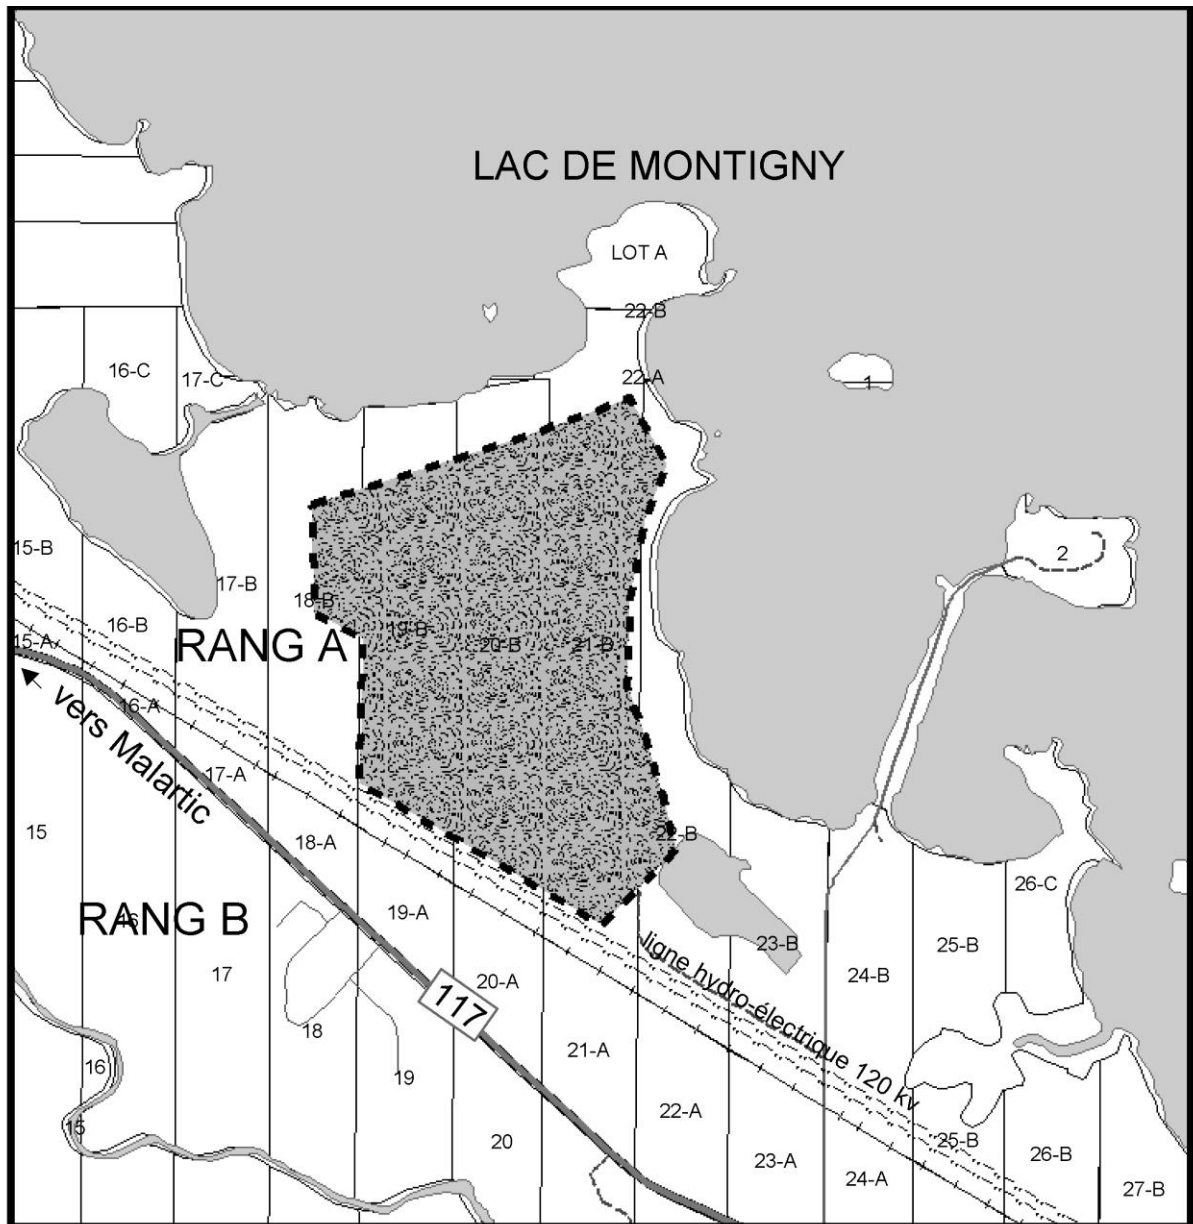 LAC DE MONTIGNY
LOT A
22-B
22-A
16-C
17-C
1
15-B
2
17-B
18-B
16-B
19-B
20-B
21-B
RANG A
15-A
16-A
vers Malartic
17-A
15
18-A
22-B
26-C
19-A
RANG B
16
23-B
25-B
24-B
17
20-A
ligne hydro-électrique 120 kv
117
18
21-A
16
19
22-A
15
20
25-B
26-B
23-A
24-A
27-B